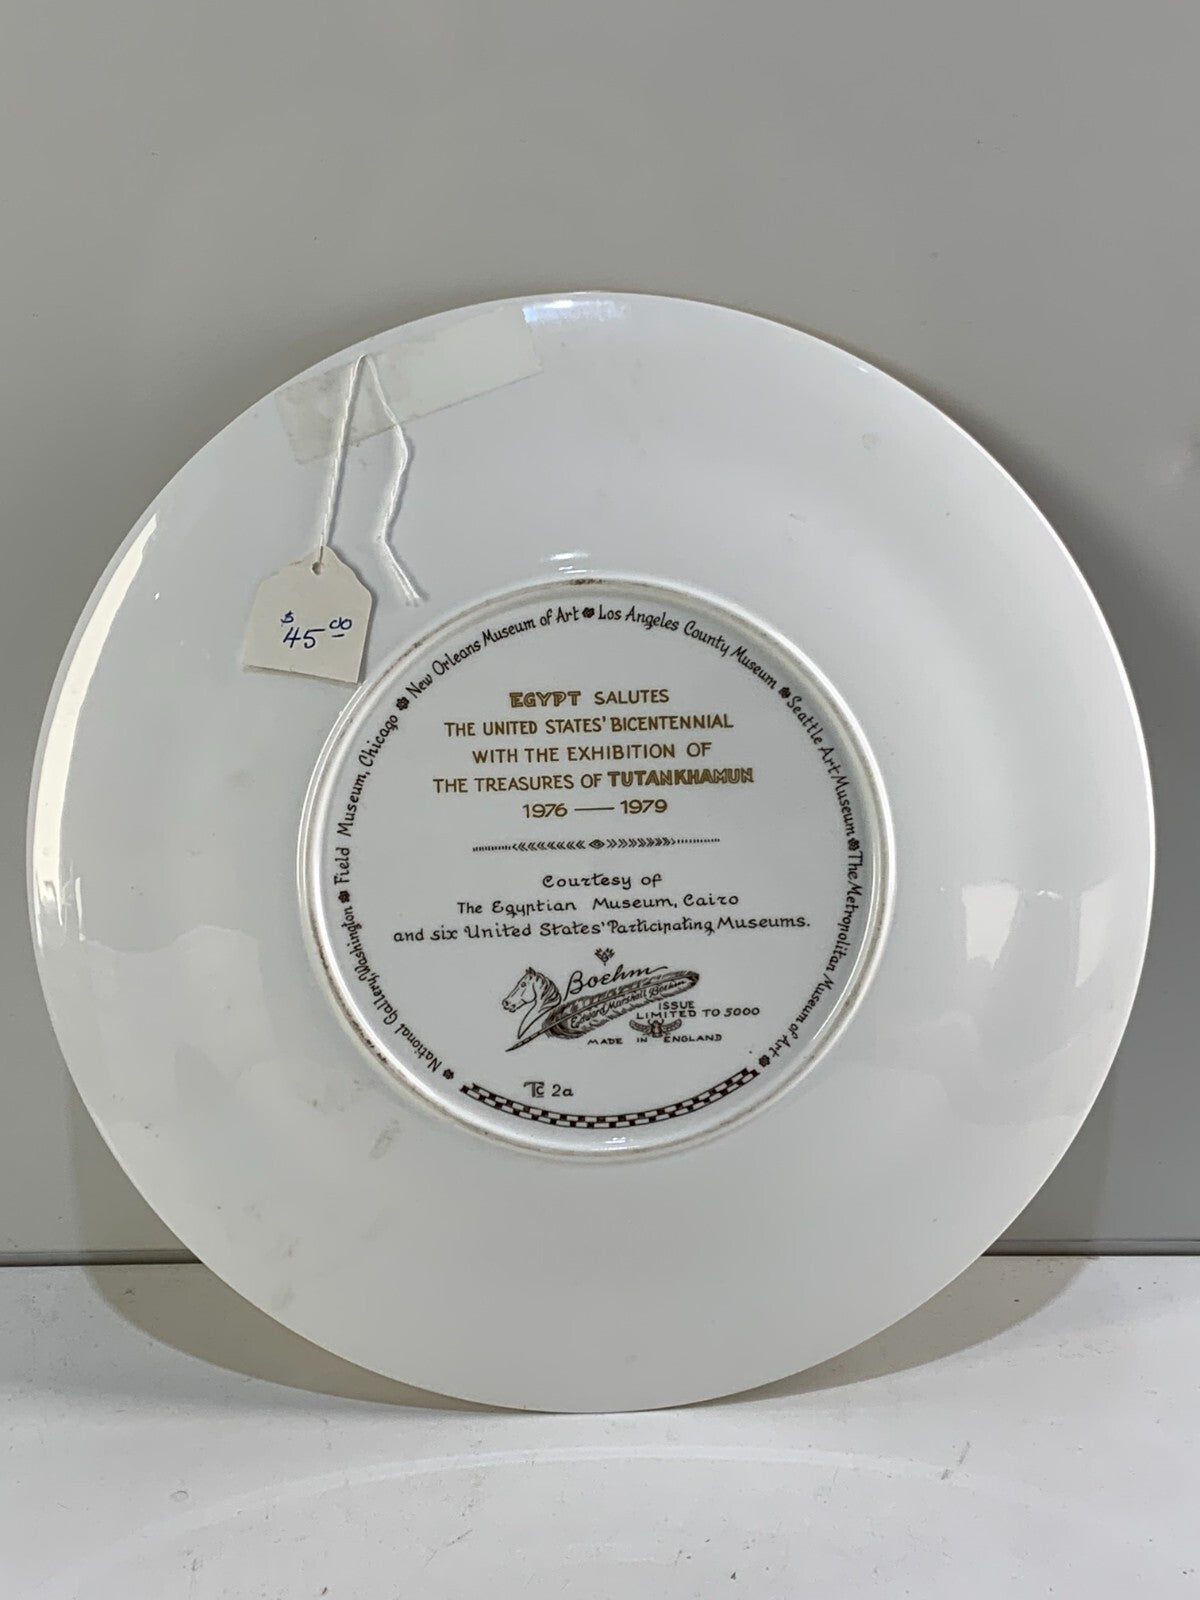 $ 45.00
National Gallery, Washington Field Museum, Chicago New Orleans Museum of Art Los Angeles County Museum Seattle Art Museum The Metropolitan Museum of Art
EGYPT SALUTES
THE UNITED STATES' BICENTENNIAL
WITH THE EXHIBITION OF
THE TREASURES OF TUTANKHAMUN
1976 — 1979
Courtesy of
The Egyptian Museum, Cairo
and six United States' Participating Museums.
Boehm
Edward Marshall Boehm
ISSUE
LIMITED TO 5000
MADE IN ENGLAND
Tc 2a